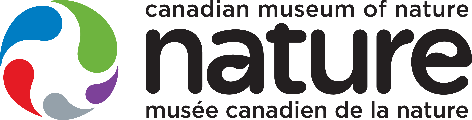 canadian museum of nature
nature
musée canadien de la nature